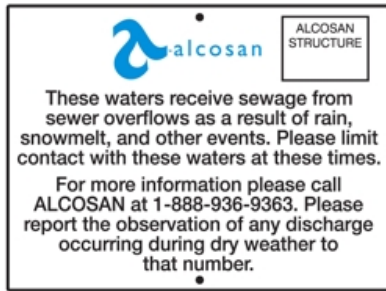 alcosan
ALCOSAN
STRUCTURE
These waters receive sewage from
sewer overflows as a result of rain,
snowmelt, and other events. Please limit
contact with these waters at these times.
For more information please call
ALCOSAN at 1-888-936-9363. Please
report the observation of any discharge
occurring during dry weather to
that number.